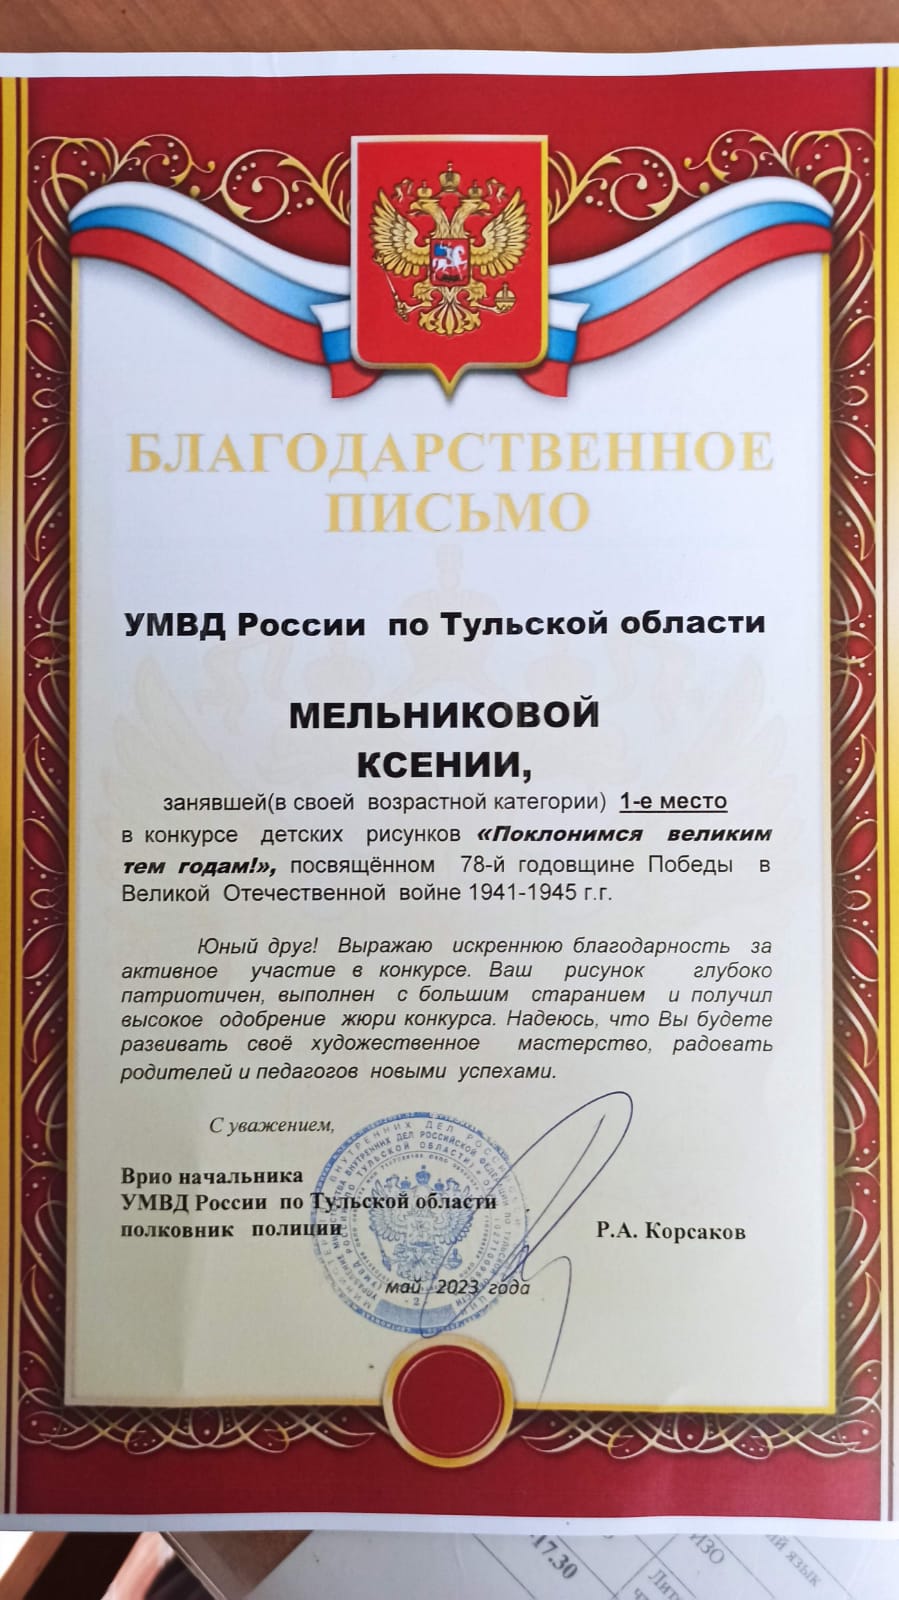 БЛАГОДАРСТВЕННОЕ
ПИСЬМО
УМВД России по Тульской области
МЕЛЬНИКОВОЙ
КСЕНИИ,
занявшей(в своей возрастной категории) 1-е место
в конкурсе детских рисунков «Поклонимся великим
тем годам!», посвящённом 78-й годовщине Победы в
Великой Отечественной войне 1941-1945 г.г.
Юный друг! Выражаю искреннюю благодарность за
активное участие в конкурсе. Ваш рисунок глубоко
патриотичен, выполнен с большим старанием и получил
высокое одобрение жюри конкурса. Надеюсь, что Вы будете
развивать своё художественное мастерство, радовать
родителей и педагогов новыми успехами.
С уважением,
Врио начальника
УМВД России по Тульской области
полковник полиции
Р.А. Корсаков
май 2023 года
17.30
ИЗО
язык